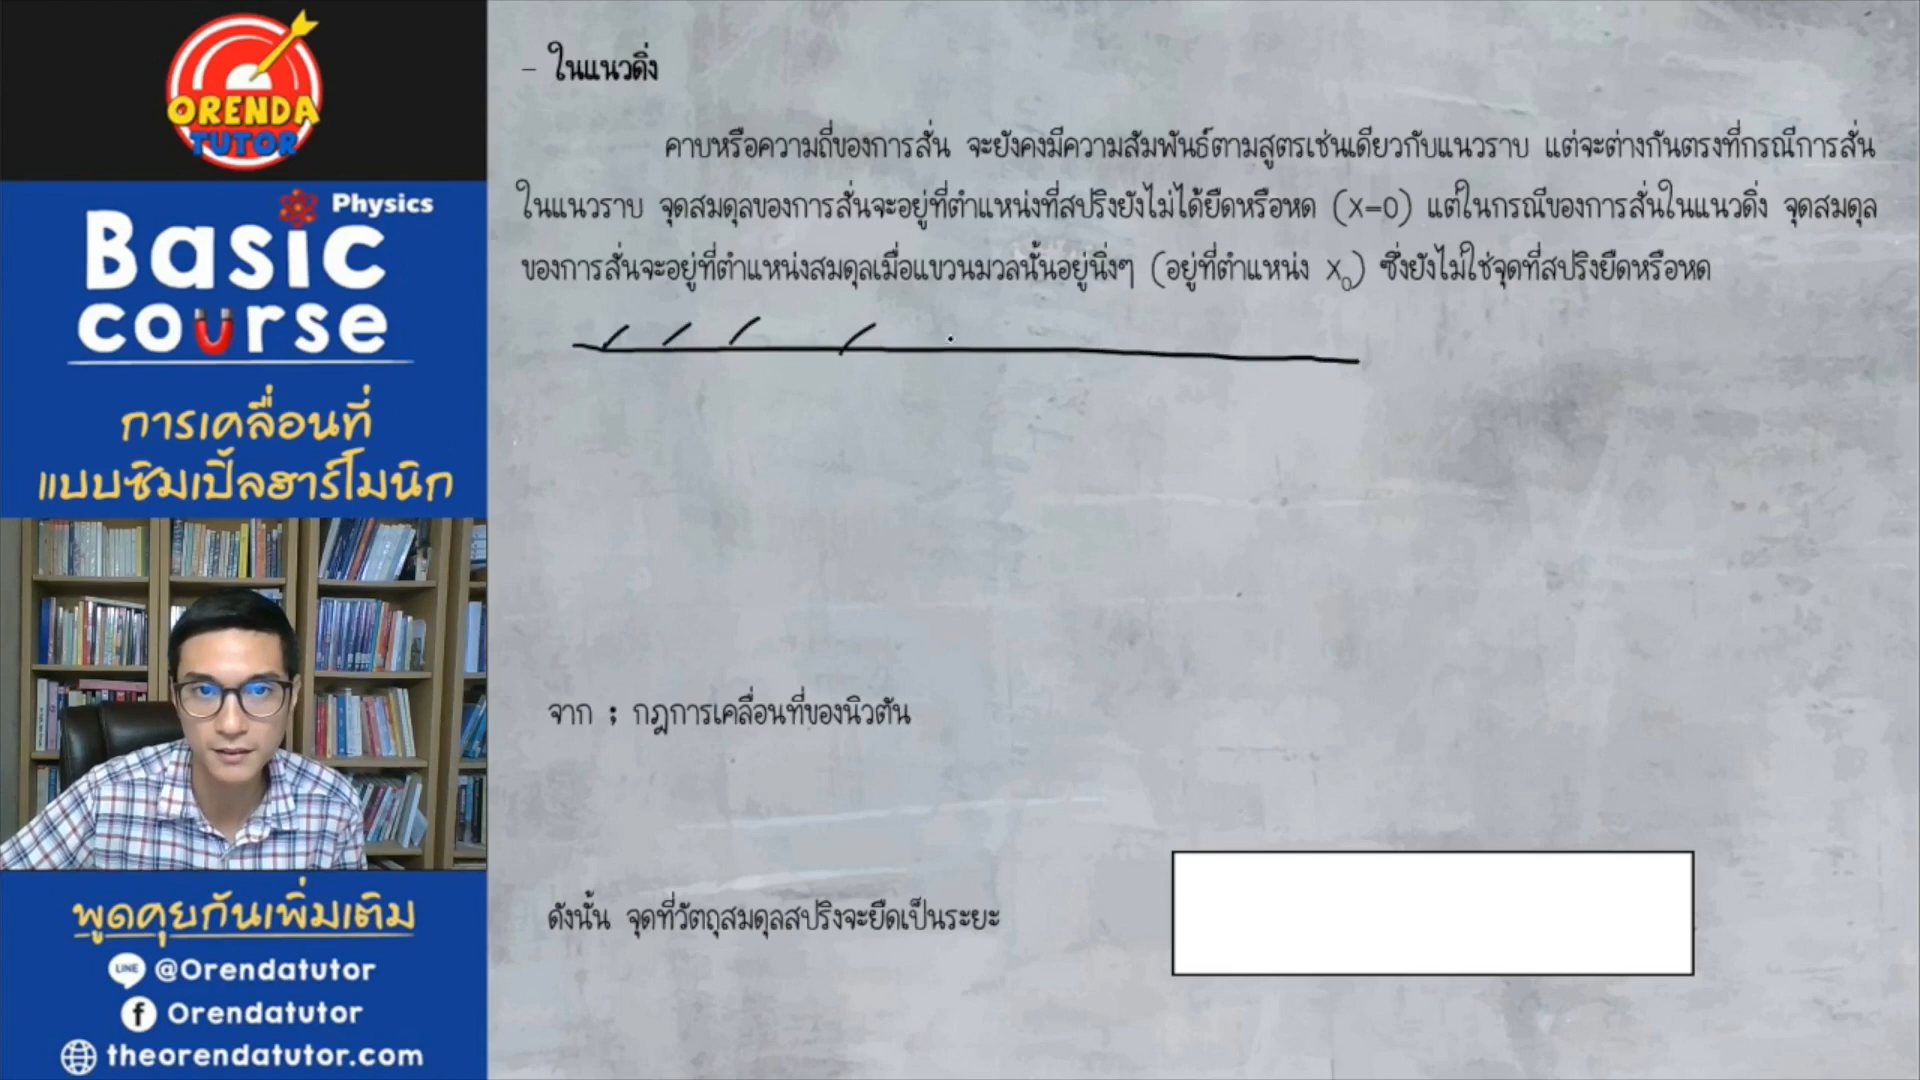 ORENDA
TUTOR
Physics
Basic
course
การเคลื่อนที่
แบบซิมเปิ้ลฮาร์โมนิก
พูดคุยกันเพิ่มเติม
LINE @Orendatutor
f Orendatutor
theorendatutor.com
- ในแนวดิ่ง
คาบหรือความถี่ของการสั่น จะยังคงมีความสัมพันธ์ตามสูตรเช่นเดียวกับแนวราบ แต่จะต่างกันตรงที่กรณีการสั่น
ในแนวราบ จุดสมดุลของการสั่นจะอยู่ที่ตำแหน่งที่สปริงยังไม่ได้ยืดหรือหด (x=0) แต่ในกรณีของการสั่นในแนวดิ่ง จุดสมดุล
ของการสั่นจะอยู่ที่ตำแหน่งสมดุลเมื่อแขวนมวลนั้นอยู่นิ่งๆ (อยู่ที่ตำแหน่ง x₀) ซึ่งยังไม่ใช่จุดที่สปริงยืดหรือหด
จาก ; กฎการเคลื่อนที่ของนิวตัน
ดังนั้น จุดที่วัตถุสมดุลสปริงจะยืดเป็นระยะ